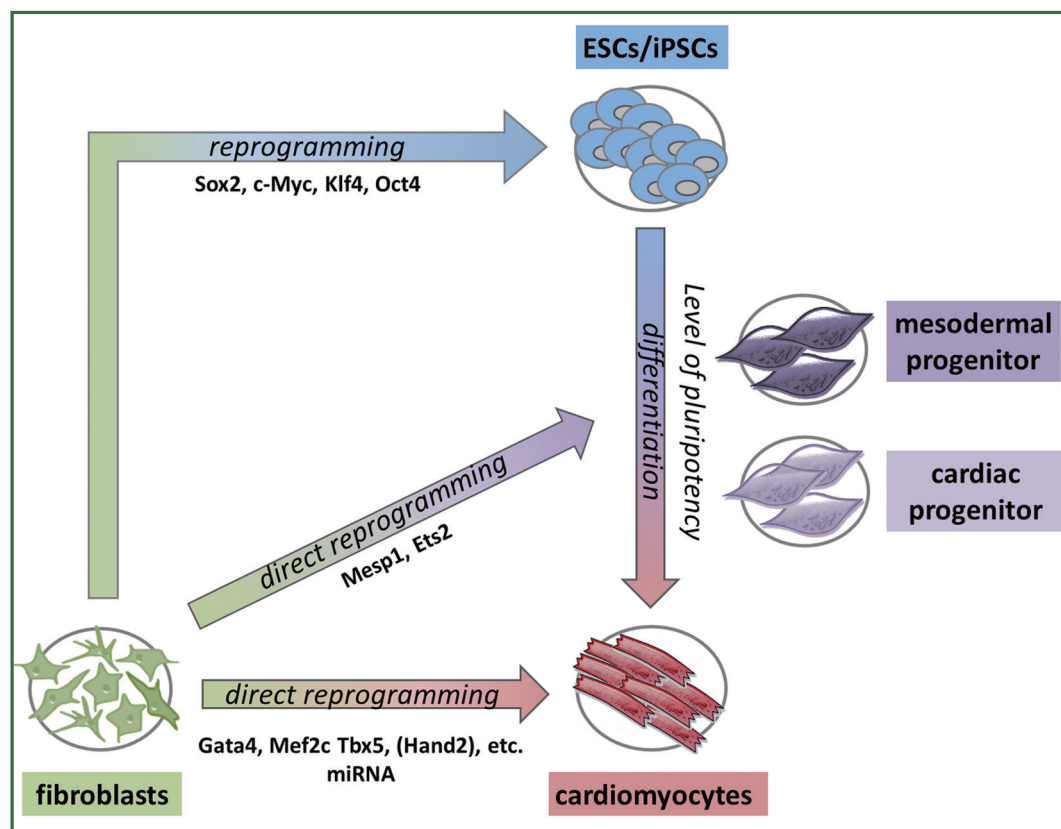 ESCs/iPSCs
reprogramming
Sox2, c-Myc, Klf4, Oct4
differentiation
Level of pluripotency
mesodermal
progenitor
cardiac
progenitor
direct reprogramming
Mesp1, Ets2
direct reprogramming
Gata4, Mef2c Tbx5, (Hand2), etc.
miRNA
fibroblasts
cardiomyocytes